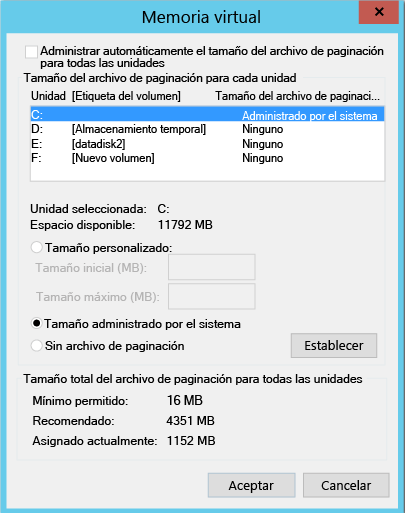 Memoria virtual
Administrar automáticamente el tamaño del archivo de paginación
para todas las unidades
Tamaño del archivo de paginación para cada unidad
Unidad [Etiqueta del volumen] Tamaño del archivo de paginaci...
C: Administrado por el sistema
D: [Almacenamiento temporal] Ninguno
E: [datadisk2] Ninguno
F: [Nuevo volumen] Ninguno
Unidad seleccionada: C:
Espacio disponible: 11792 MB
Tamaño personalizado:
Tamaño inicial (MB):
Tamaño máximo (MB):
Tamaño administrado por el sistema
Sin archivo de paginación
Establecer
Tamaño total del archivo de paginación para todas las unidades
Mínimo permitido: 16 MB
Recomendado: 4351 MB
Asignado actualmente: 1152 MB
Aceptar Cancelar